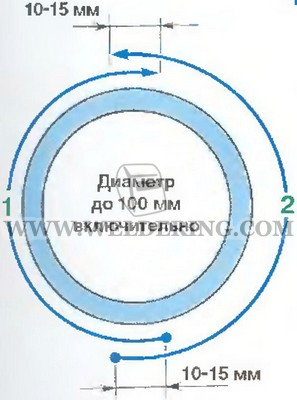 10-15 мм
Диаметр
до 100 мм
1 WWW.WELDERING.COM 2
включительно
10-15 мм